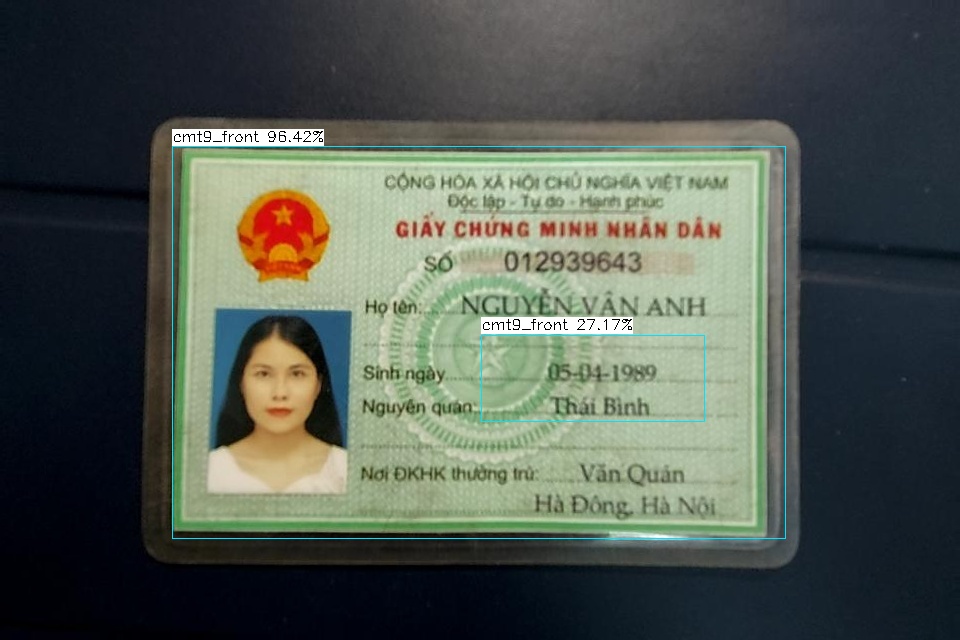 cmt9_front 96.42%
CỘNG HÒA XÃ HỘI CHỦ NGHĨA VIỆT NAM
Độc lập - Tự do - Hạnh phúc
GIẤY CHỨNG MINH NHÂN DÂN
SỐ 012939643
Họ tên: NGUYỄN VÂN ANH
cmt9_front 27.17%
Sinh ngày 05-04-1989
Nguyên quán: Thái Bình
Nơi ĐKHK thường trú: Văn Quán
Hà Đông, Hà Nội